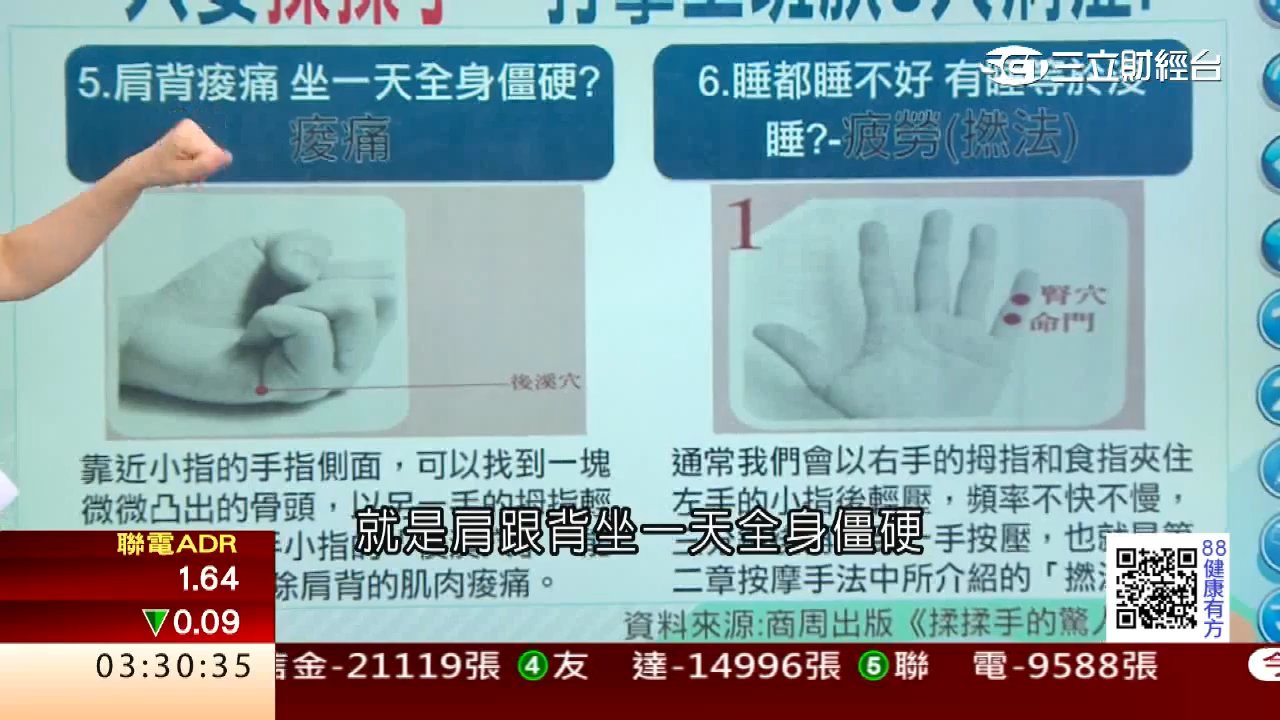 5.肩背痠痛 坐一天全身僵硬?
痠痛
後溪穴
靠近小指的手指側面，可以找到一塊
微微凸出的骨頭，以另一手的拇指輕
除肩背的肌肉痠痛。
三立財經台
6.睡都睡不好 有睡等於沒
睡?-疲勞(撚法)
1
腎穴
命門
通常我們會以右手的拇指和食指夾住
左手的小指後輕壓，頻率不快不慢，
手按壓，也就是第
二章按摩手法中所介紹的「撚
資料來源:商周出版《揉揉手的驚人
就是肩跟背坐一天全身僵硬
88健康有方
聯電ADR
1.64
▼0.09
03:30:35
信金-21119張 4友 達-14996張 5聯 電-9588張